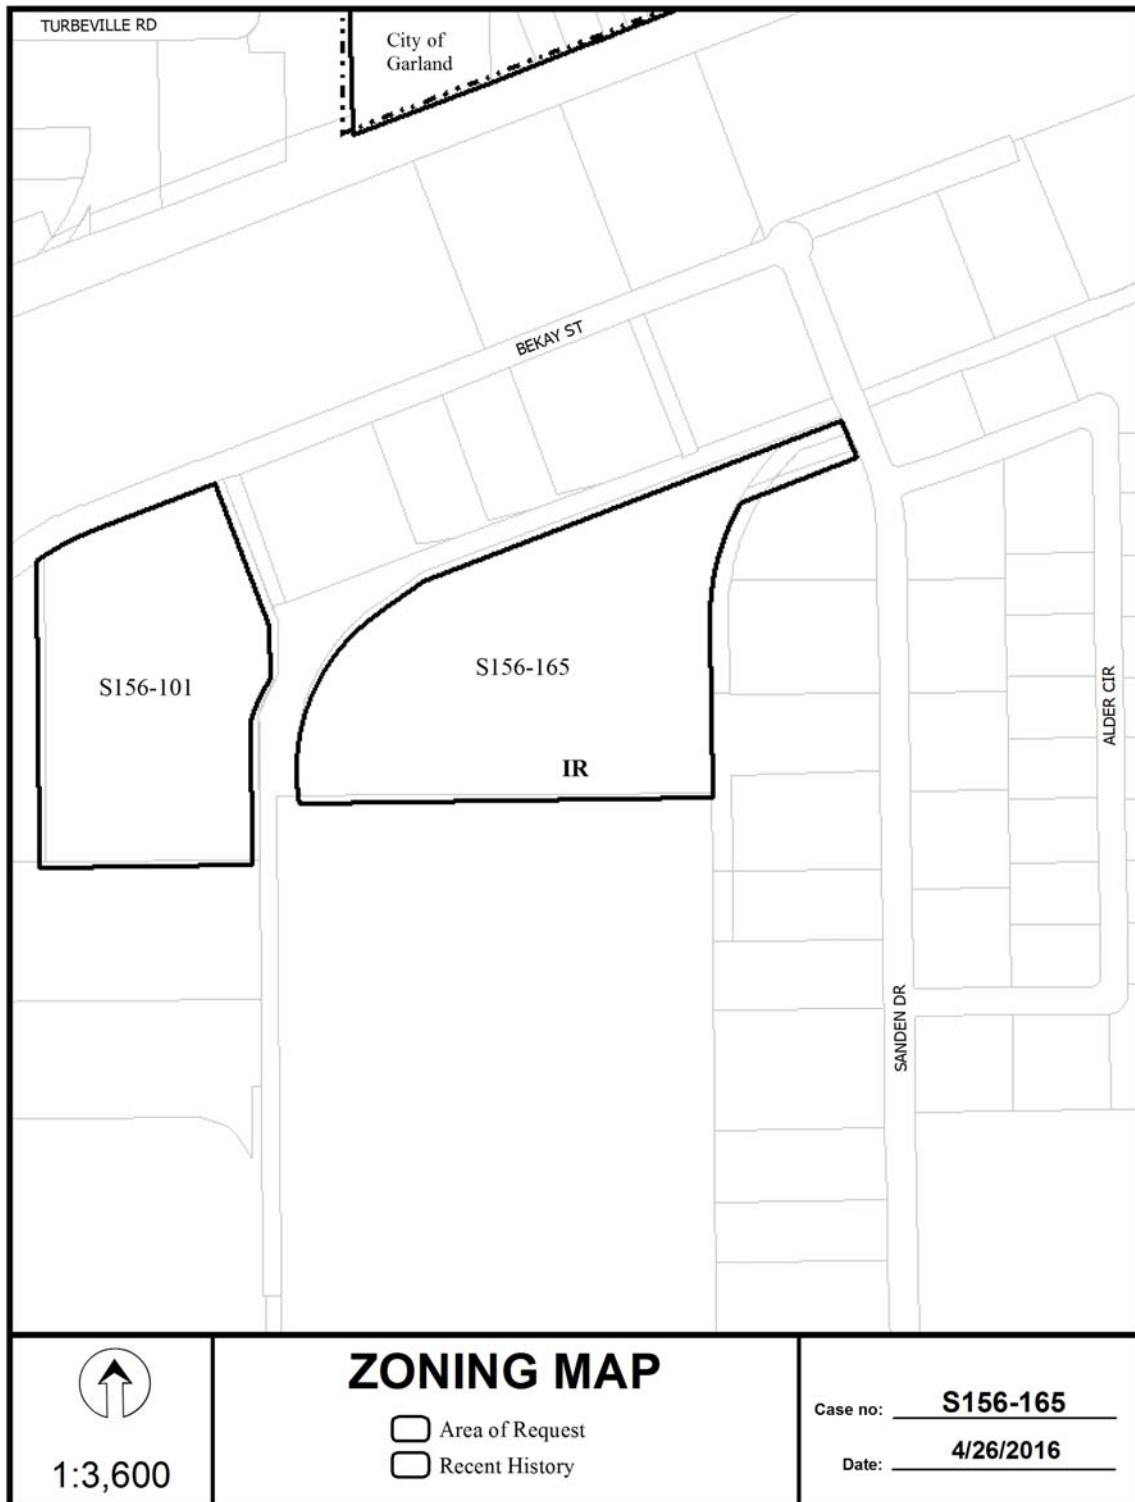 TURBEVILLE RD
City of
Garland
BEKAY ST
S156-101
S156-165
IR
ALDER CIR
SANDEN DR
1:3,600
ZONING MAP
Area of Request
Recent History
Case no: S156-165
Date: 4/26/2016